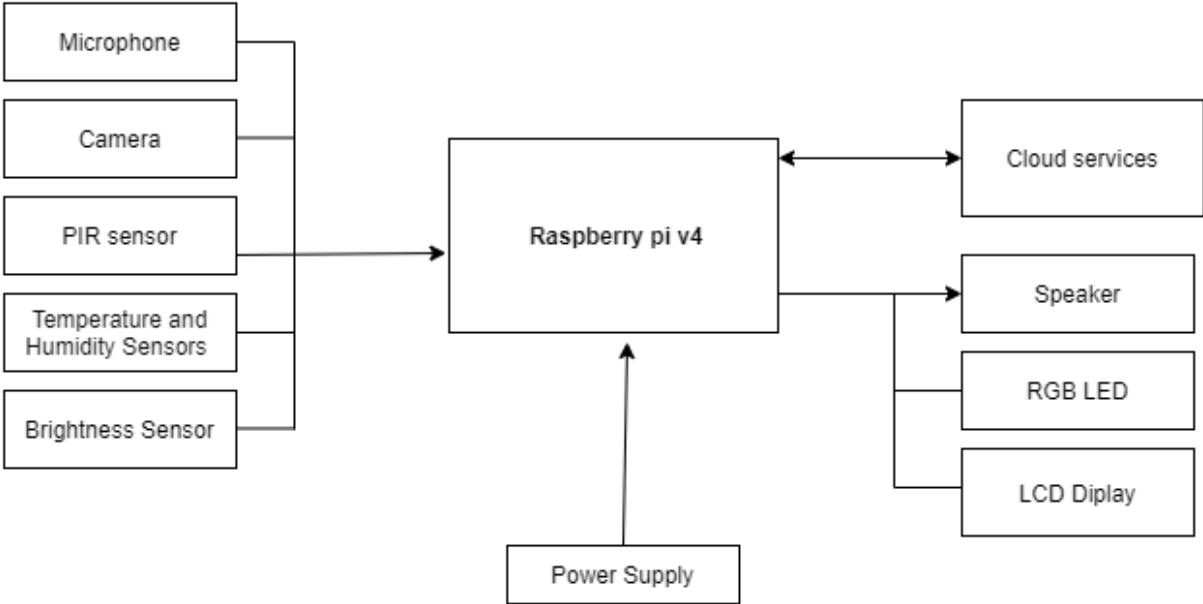 Microphone
Camera
PIR sensor
Temperature and
Humidity Sensors
Brightness Sensor
Raspberry pi v4
Power Supply
Cloud services
Speaker
RGB LED
LCD Diplay